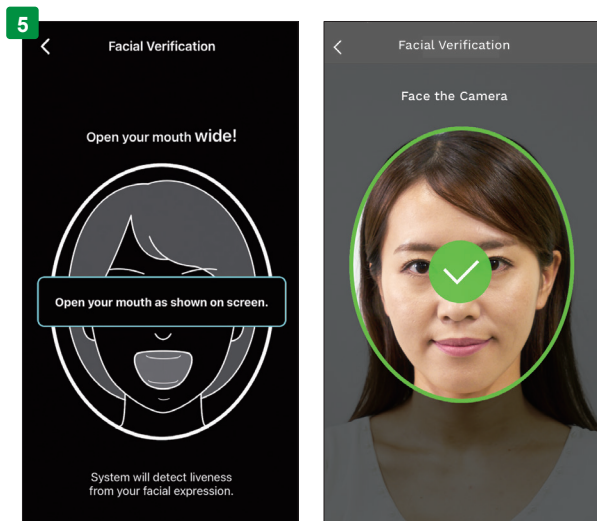 5
Facial Verification
Open your mouth wide!
Open your mouth as shown on screen.
System will detect liveness
from your facial expression.
Facial Verification
Face the Camera